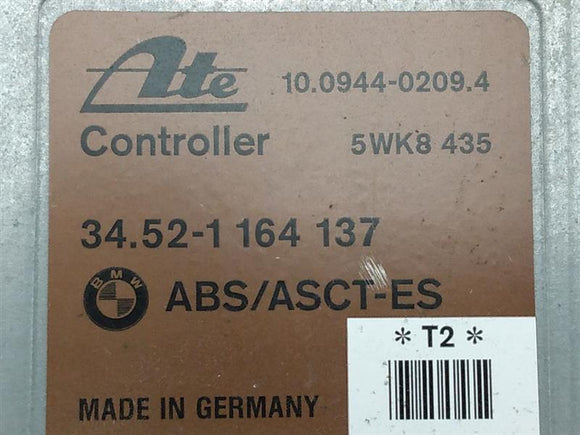 Ate 10.0944-0209.4
Controller 5WK8 435
34.52-1 164 137
BMW ABS/ASCT-ES
* T2 *
MADE IN GERMANY